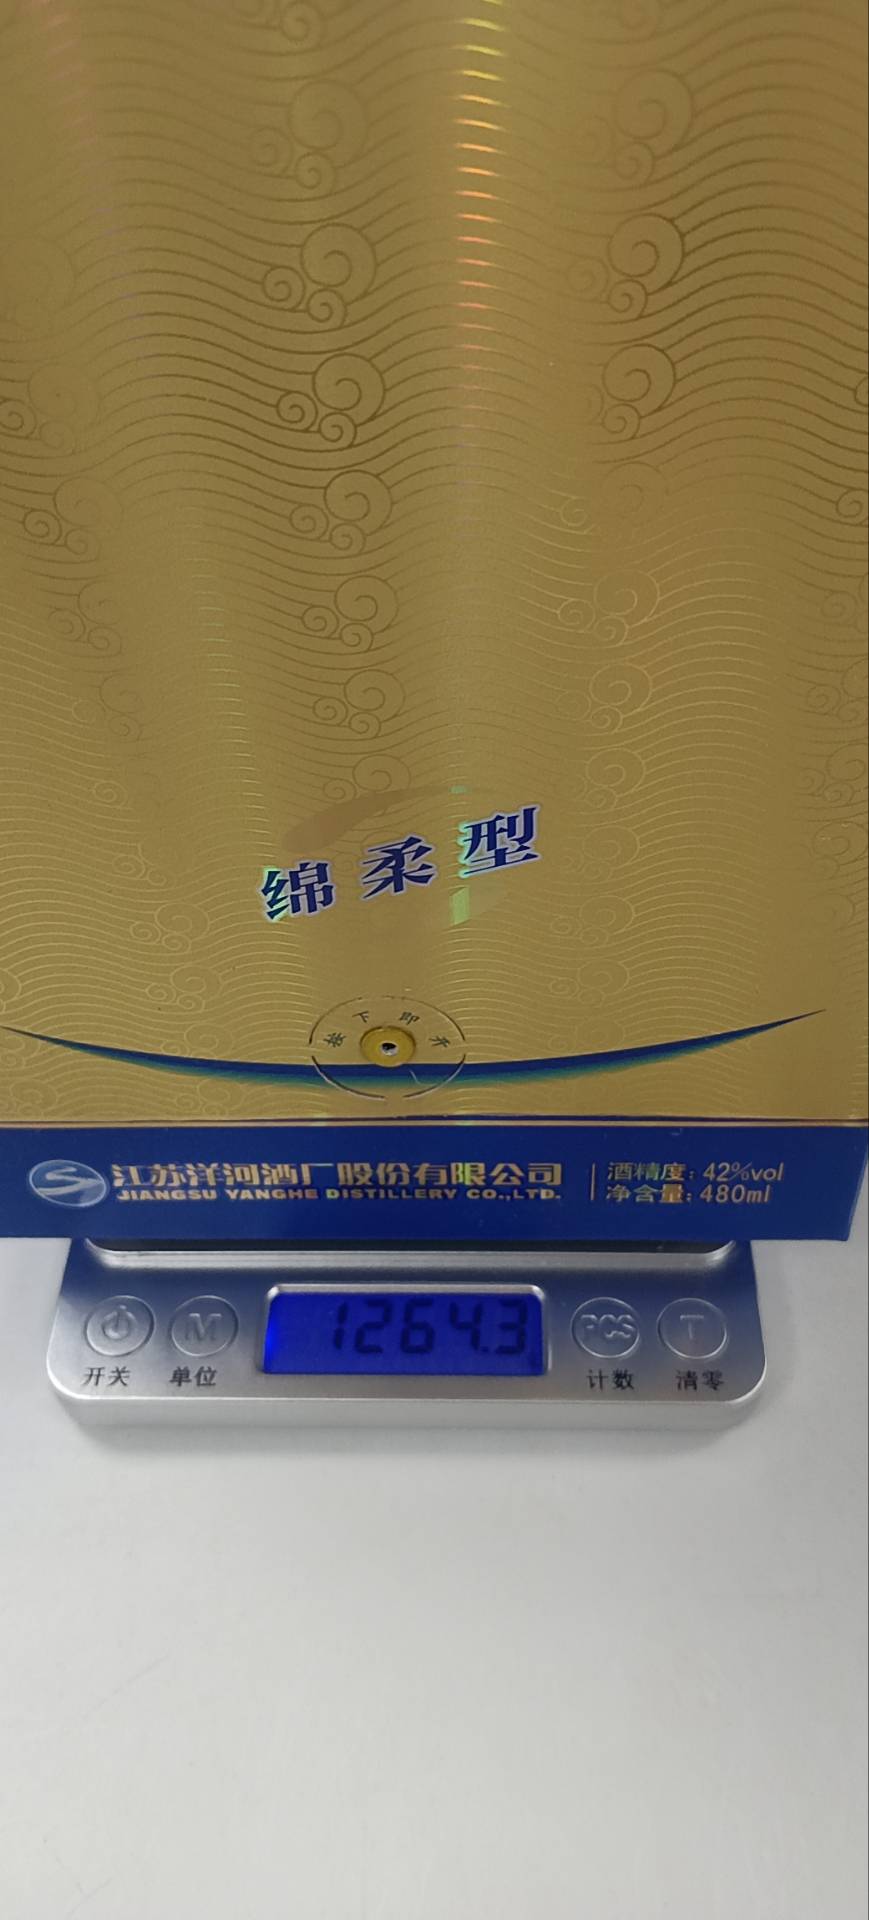 绵柔型
按下即开
江苏洋河酒厂股份有限公司
JIANGSU YANGHE DISTILLERY CO.,LTD.
酒精度: 42%vol
净含量: 480ml
1264.3
M
PCS
T
开关
单位
计数
清零